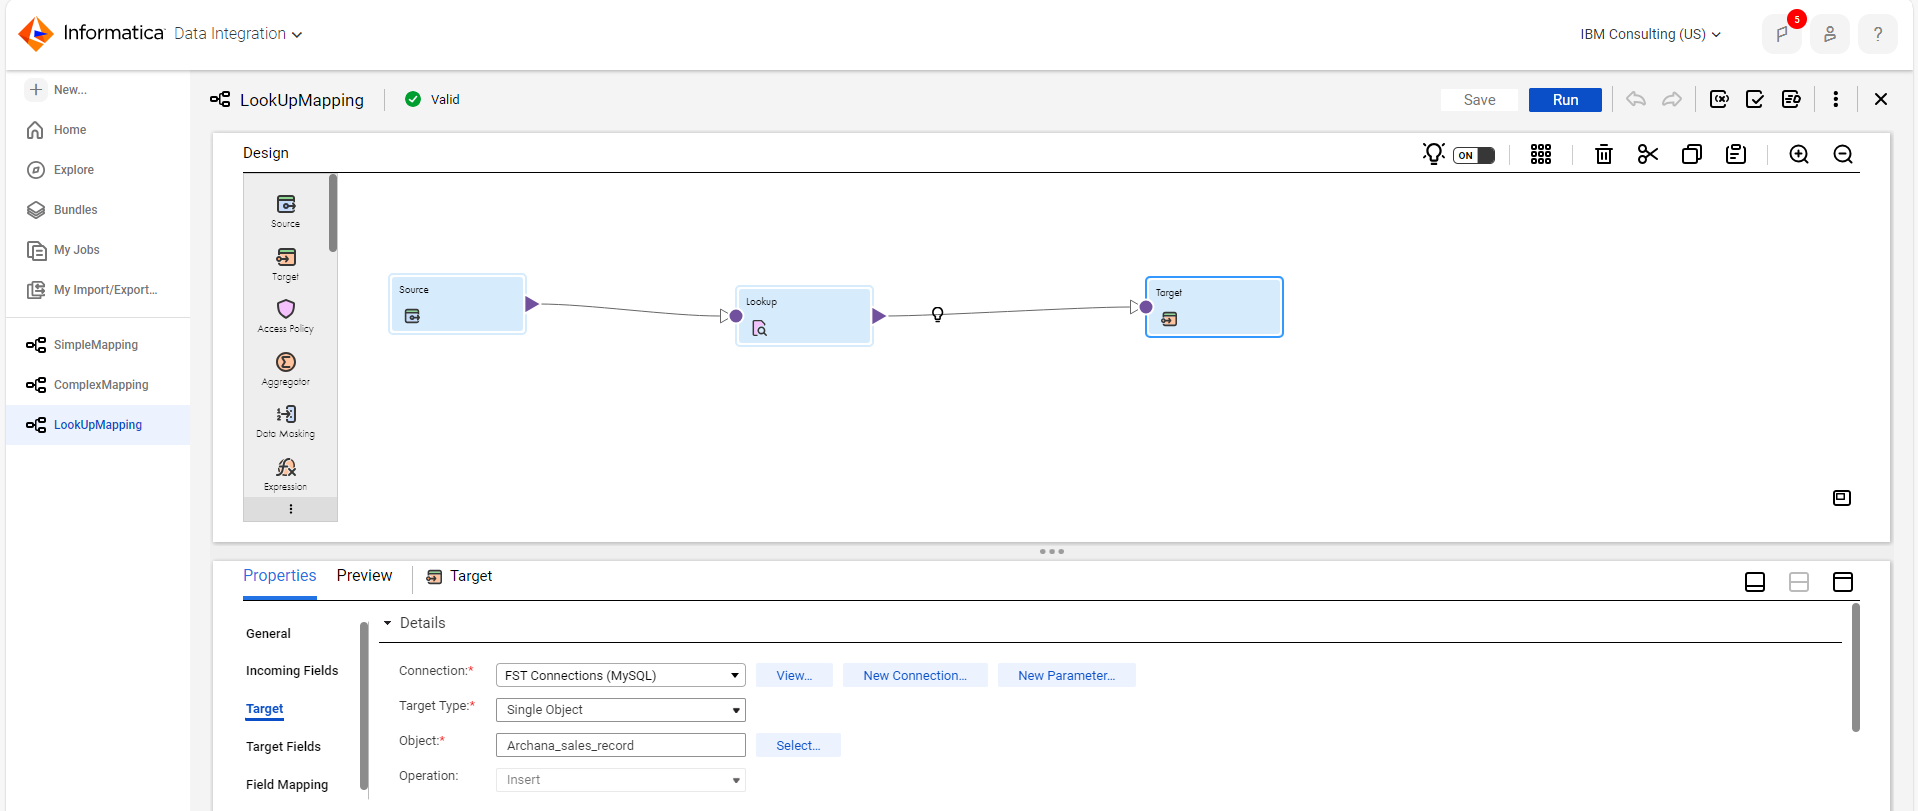 Informatica Data Integration
IBM Consulting (US)
5
?
New...
Home
Explore
Bundles
My Jobs
My Import/Export...
SimpleMapping
ComplexMapping
LookUpMapping
LookUpMapping
Valid
Save
Run
Design
ON
Source
Target
Access Policy
Aggregator
Data Masking
Expression
Source
Lookup
Target
Properties
Preview
Target
General
Incoming Fields
Target
Target Fields
Field Mapping
Details
Connection:* FST Connections (MySQL) View... New Connection... New Parameter...
Target Type:* Single Object
Object:* Archana_sales_record Select...
Operation: Insert